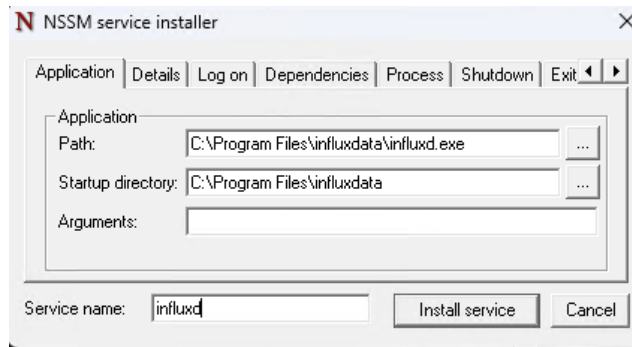 N NSSM service installer
Application Details Log on Dependencies Process Shutdown Exit
Application
Path: C:\Program Files\influxdata\influxd.exe ...
Startup directory: C:\Program Files\influxdata ...
Arguments:
Service name: influxd Install service Cancel